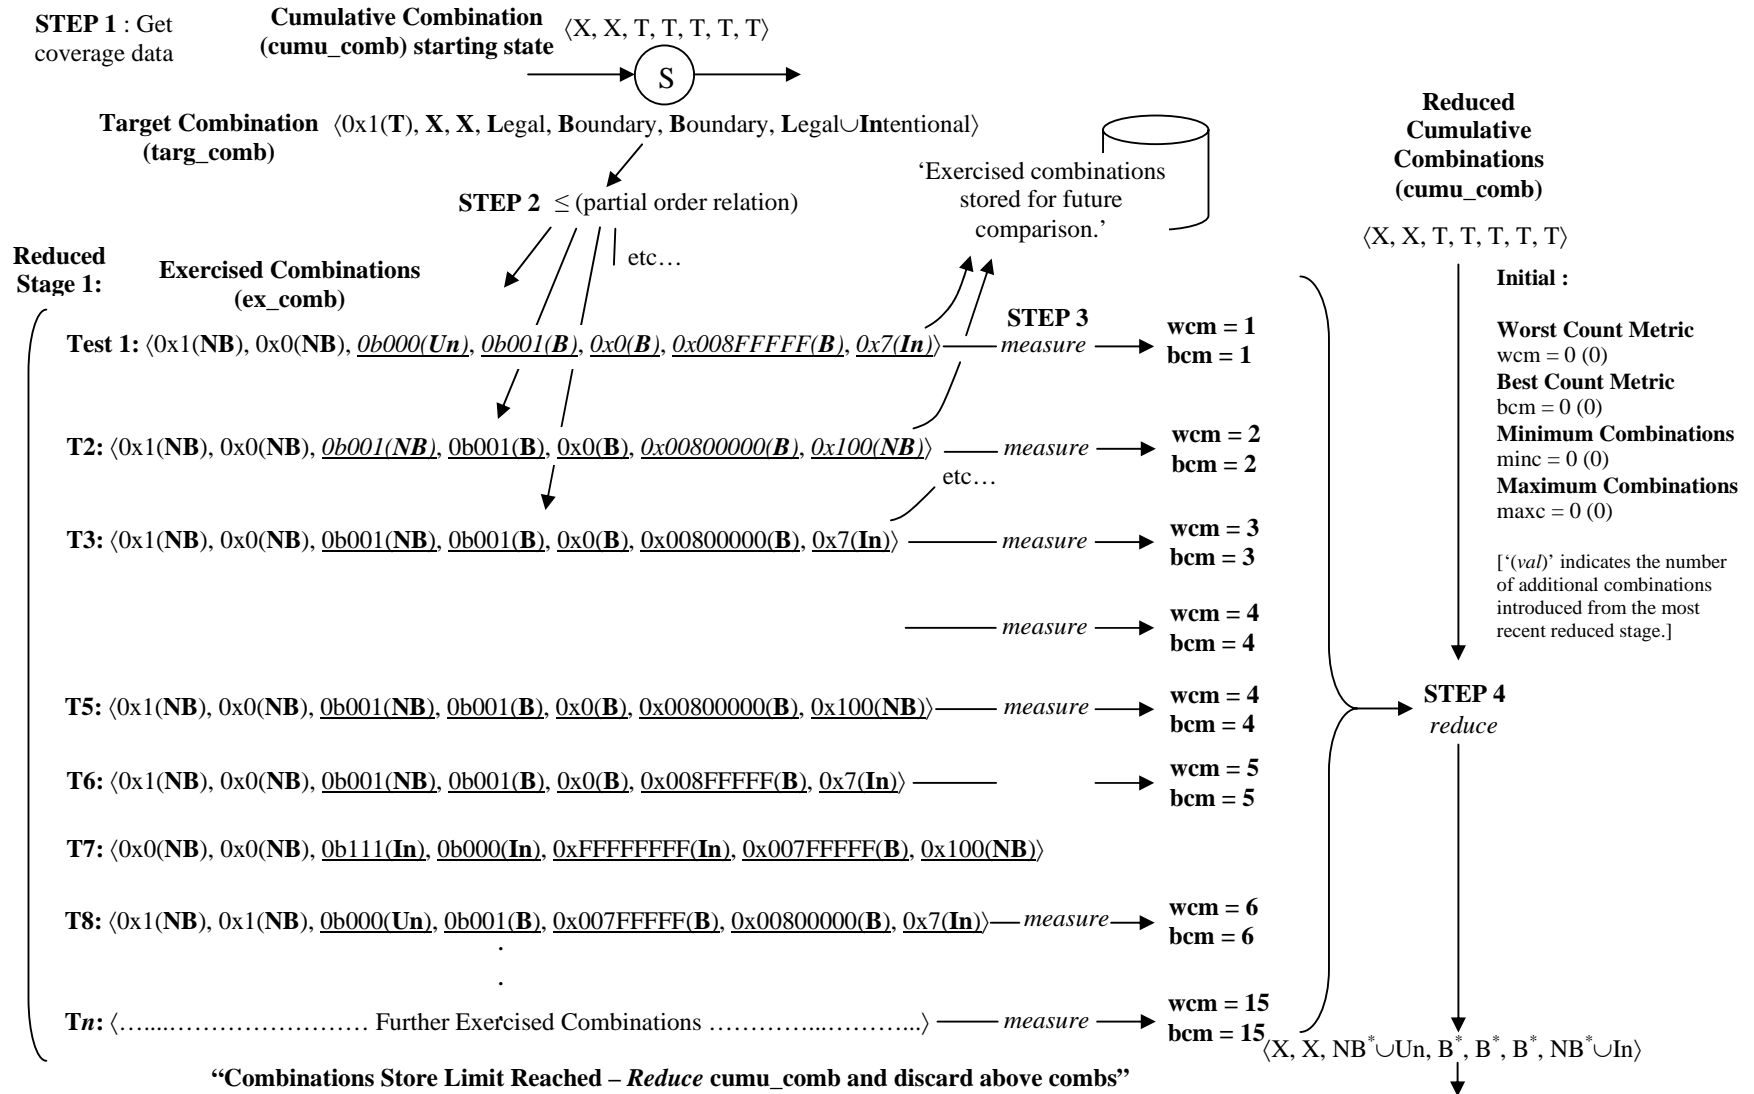 STEP 1 : Get
coverage data
Cumulative Combination
(cumu_comb) starting state
⟨X, X, T, T, T, T, T⟩
S
Target Combination ⟨0x1(T), X, X, Legal, Boundary, Boundary, Legal∪Intentional⟩
(targ_comb)
STEP 2 ≤ (partial order relation)
etc…
‘Exercised combinations
stored for future
comparison.’
Reduced
Cumulative
Combinations
(cumu_comb)
⟨X, X, T, T, T, T, T⟩
Initial :
Worst Count Metric
wcm = 0 (0)
Best Count Metric
bcm = 0 (0)
Minimum Combinations
minc = 0 (0)
Maximum Combinations
maxc = 0 (0)
[‘(val)’ indicates the number
of additional combinations
introduced from the most
recent reduced stage.]
Reduced
Stage 1:
Exercised Combinations
(ex_comb)
STEP 3
Test 1: ⟨0x1(NB), 0x0(NB), 0b000(Un), 0b001(B), 0x0(B), 0x008FFFFF(B), 0x7(In)⟩ measure
wcm = 1
bcm = 1
T2: ⟨0x1(NB), 0x0(NB), 0b001(NB), 0b001(B), 0x0(B), 0x00800000(B), 0x100(NB)⟩ measure
wcm = 2
bcm = 2
etc…
T3: ⟨0x1(NB), 0x0(NB), 0b001(NB), 0b001(B), 0x0(B), 0x00800000(B), 0x7(In)⟩ measure
wcm = 3
bcm = 3
measure
wcm = 4
bcm = 4
T5: ⟨0x1(NB), 0x0(NB), 0b001(NB), 0b001(B), 0x0(B), 0x00800000(B), 0x100(NB)⟩ measure
wcm = 4
bcm = 4
STEP 4
reduce
T6: ⟨0x1(NB), 0x0(NB), 0b001(NB), 0b001(B), 0x0(B), 0x008FFFFF(B), 0x7(In)⟩
wcm = 5
bcm = 5
T7: ⟨0x0(NB), 0x0(NB), 0b111(In), 0b000(In), 0xFFFFFFFF(In), 0x007FFFFF(B), 0x100(NB)⟩
T8: ⟨0x1(NB), 0x1(NB), 0b000(Un), 0b001(B), 0x007FFFFF(B), 0x00800000(B), 0x7(In)⟩ measure
wcm = 6
bcm = 6
.
.
.
Tn: ⟨…....…………………… Further Exercised Combinations …………...………...⟩ measure
wcm = 15
bcm = 15
⟨X, X, NB*∪Un, B*, B*, B*, NB*∪In⟩
“Combinations Store Limit Reached – Reduce cumu_comb and discard above combs”